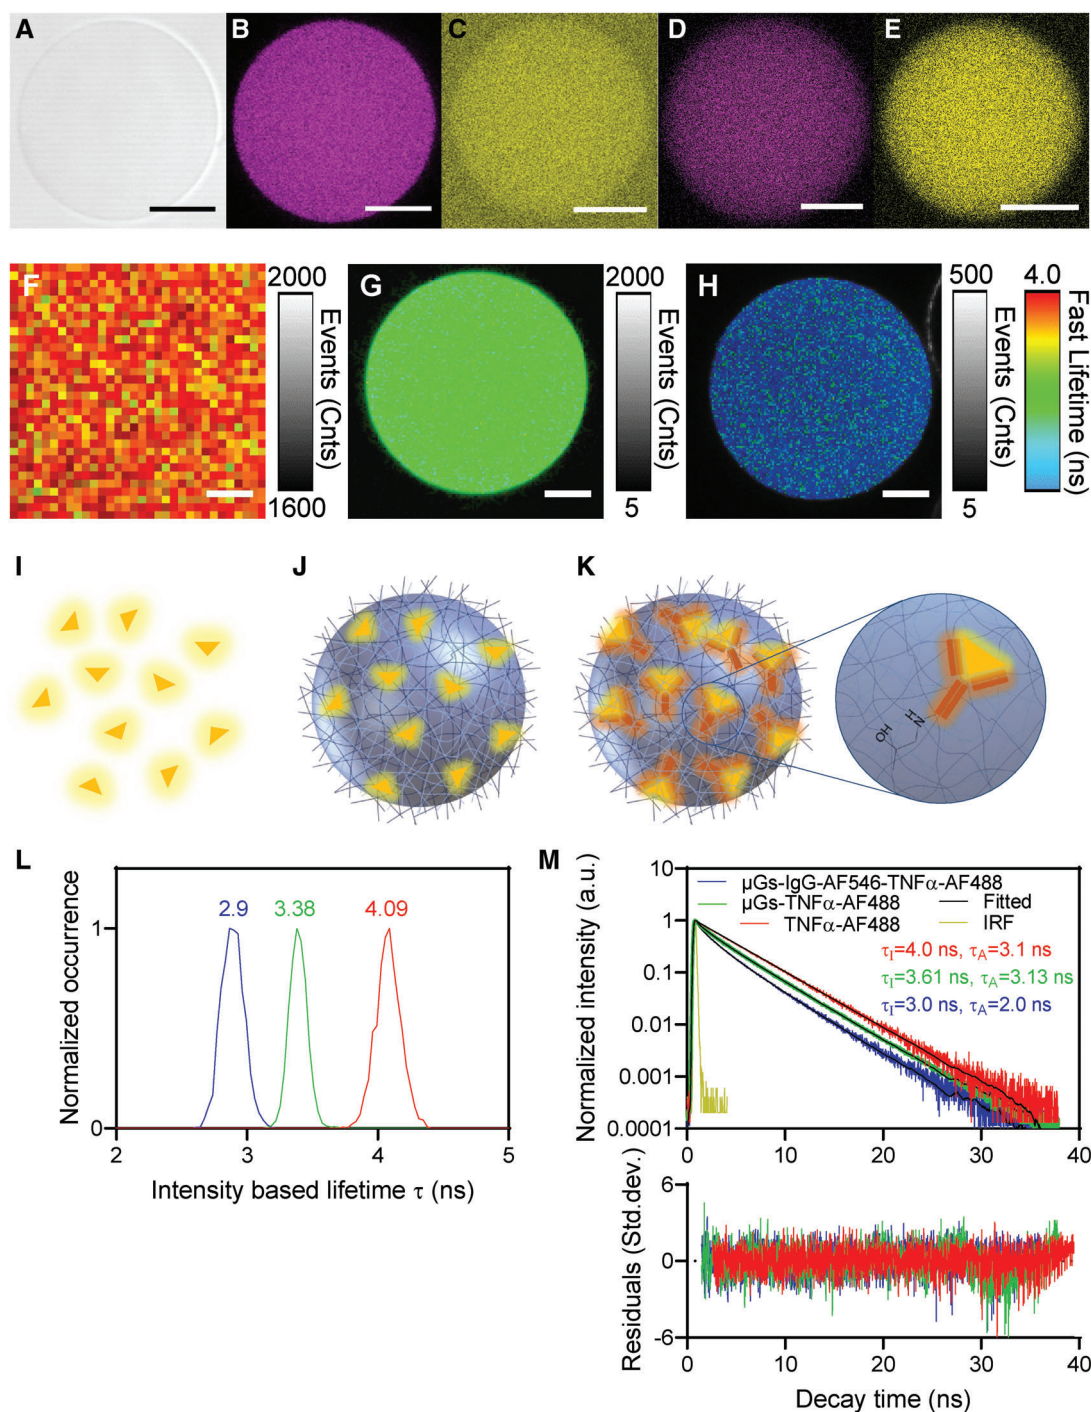 A
B
C
D
E
F
2000
Events (Cnts)
1600
G
2000
Events (Cnts)
5
H
500
Events (Cnts)
5
4.0
Fast Lifetime (ns)
I
J
K
OH
HN
L
Normalized occurrence
1
0
2.9
3.38
4.09
2 3 4 5
Intensity based lifetime τ (ns)
M
Normalized intensity (a.u.)
10
1
0.1
0.01
0.001
0.0001
μGs-IgG-AF546-TNFα-AF488
μGs-TNFα-AF488
Fitted
TNFα-AF488
IRF
τI=4.0 ns, τA=3.1 ns
τI=3.61 ns, τA=3.13 ns
τI=3.0 ns, τA=2.0 ns
0 10 20 30 40
Residuals (Std.dev.)
6
0
-6
0 10 20 30 40
Decay time (ns)